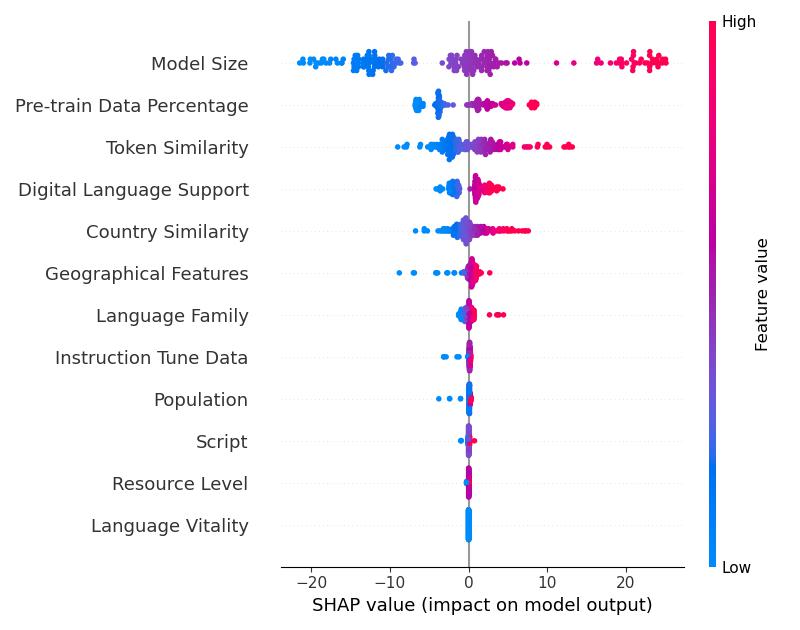 High
Model Size
Pre-train Data Percentage
Token Similarity
Digital Language Support
Country Similarity
Geographical Features
Language Family
Instruction Tune Data
Population
Script
Resource Level
Language Vitality
Feature value
Low
−20 −10 0 10 20
SHAP value (impact on model output)